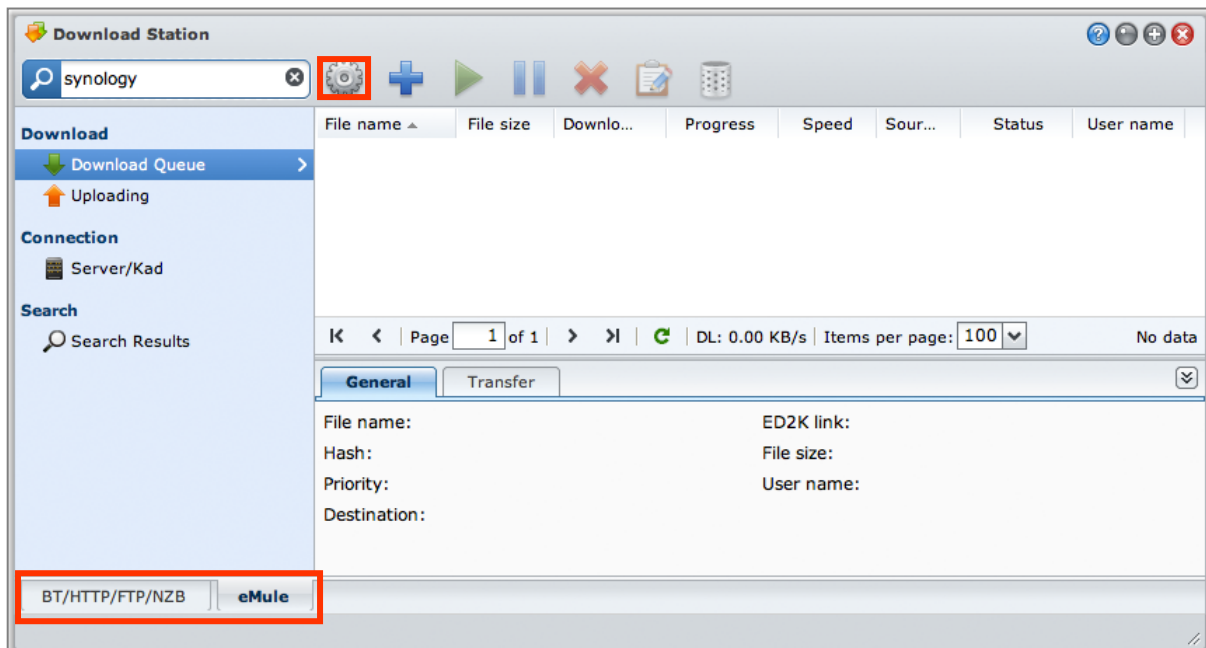 Download Station
synology
Download
Download Queue
Uploading
Connection
Server/Kad
Search
Search Results
File name File size Downlo... Progress Speed Sour... Status User name
Page 1 of 1 DL: 0.00 KB/s Items per page: 100 No data
General Transfer
File name: ED2K link:
Hash: File size:
Priority: User name:
Destination:
BT/HTTP/FTP/NZB eMule